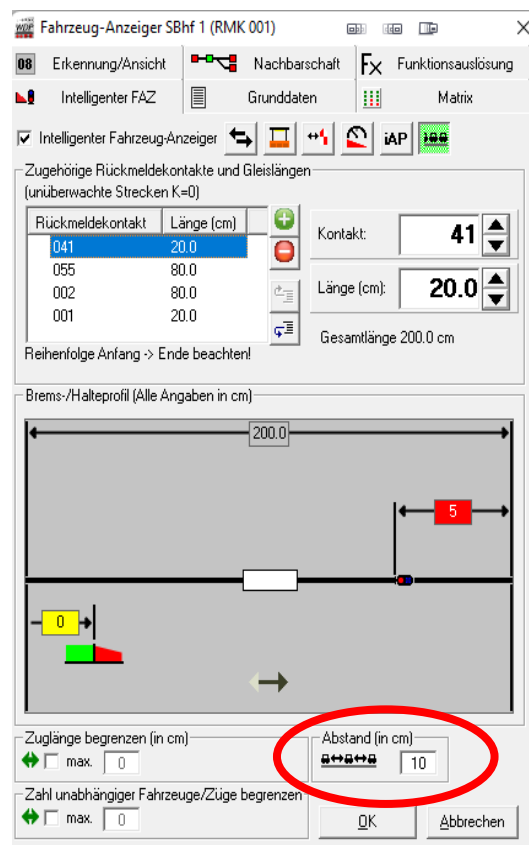 WDP Fahrzeug-Anzeiger SBhf 1 (RMK 001)
08 Erkennung/Ansicht Nachbarschaft Fx Funktionsauslösung
Intelligenter FAZ Grunddaten Matrix
Intelligenter Fahrzeug-Anzeiger iAP
Zugehörige Rückmeldekontakte und Gleislängen
(unüberwachte Strecken K=0)
Rückmeldekontakt Länge (cm)
041 20.0
055 80.0
002 80.0
001 20.0
Reihenfolge Anfang -> Ende beachten!
Kontakt: 41
Länge (cm): 20.0
Gesamtlänge 200.0 cm
Brems-/Halteprofil (Alle Angaben in cm)
200.0
5
0
Zuglänge begrenzen (in cm)
max. 0
Abstand (in cm)
10
Zahl unabhängiger Fahrzeuge/Züge begrenzen
max. 0
OK Abbrechen